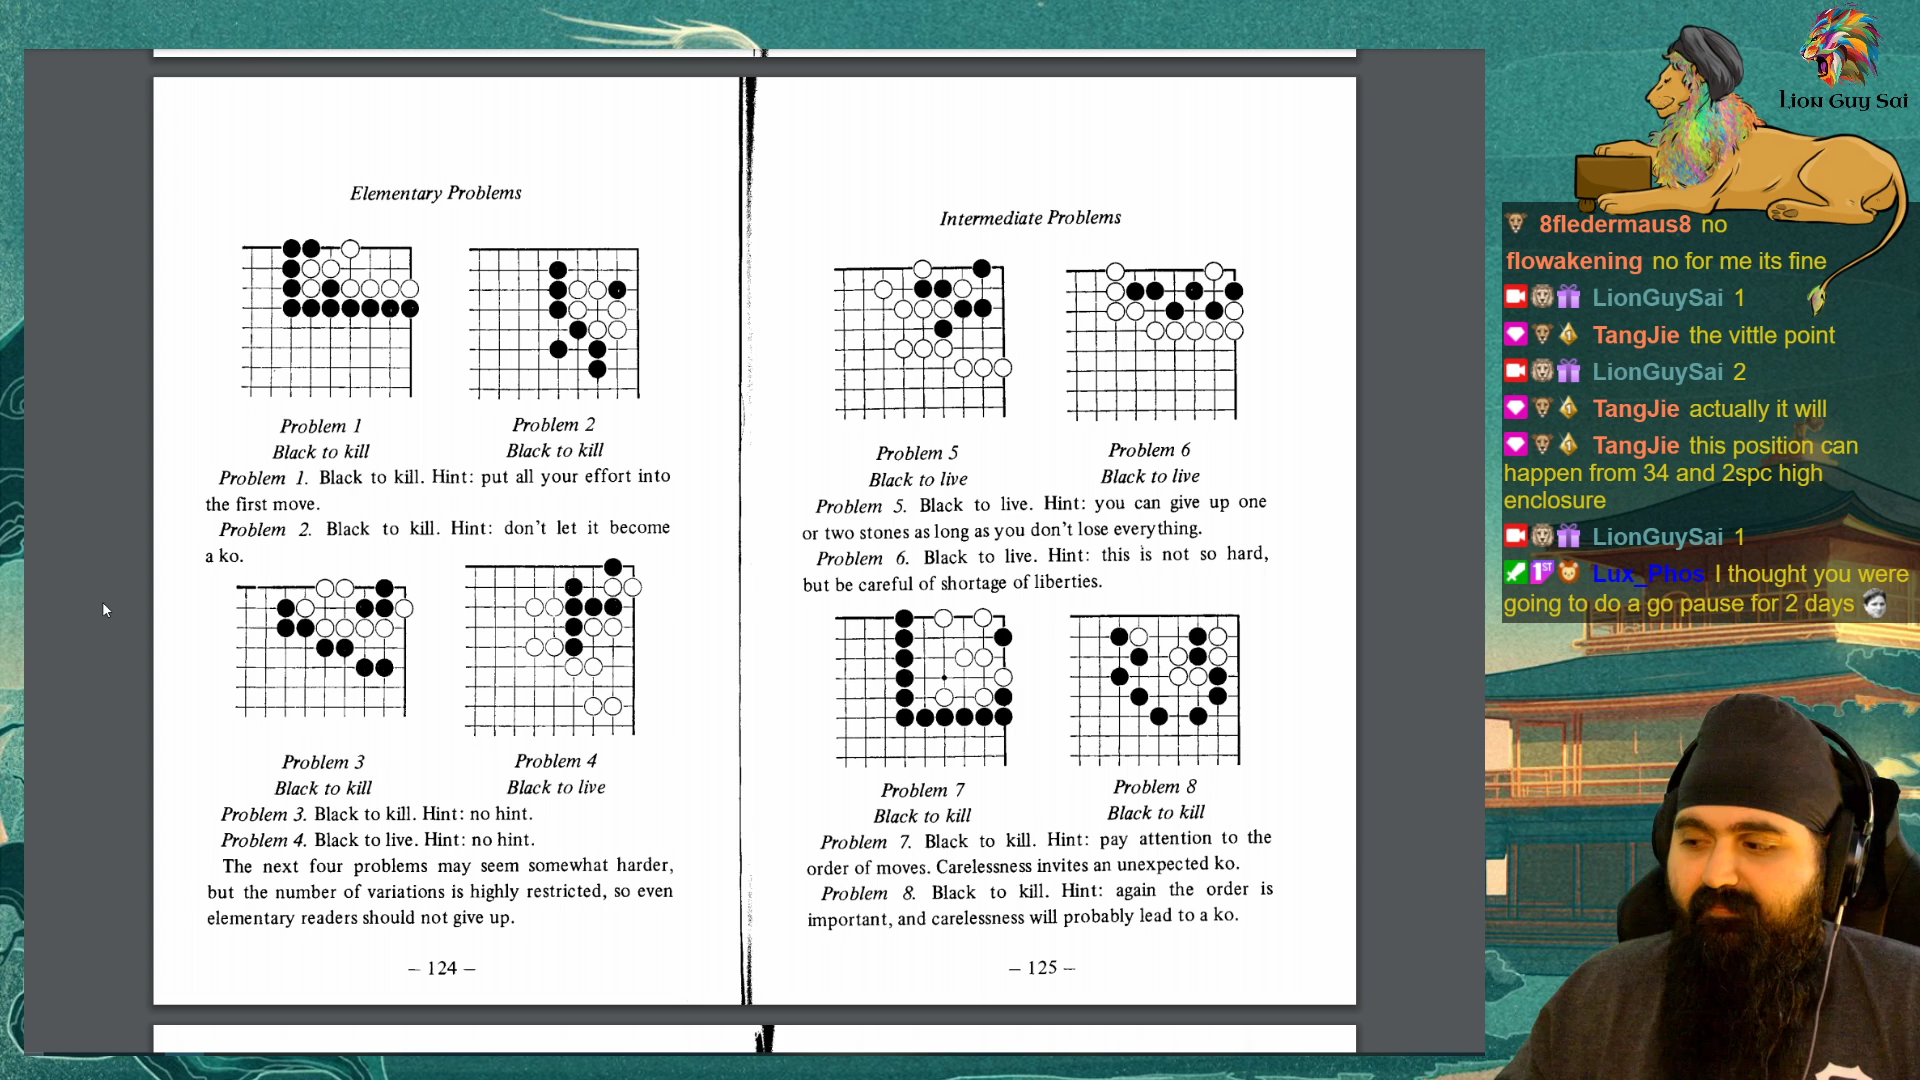 Elementary Problems
Problem 1
Black to kill
Problem 2
Black to kill
Problem 1. Black to kill. Hint: put all your effort into
the first move.
Problem 2. Black to kill. Hint: don't let it become
a ko.
Problem 3
Black to kill
Problem 4
Black to live
Problem 3. Black to kill. Hint: no hint.
Problem 4. Black to live. Hint: no hint.
The next four problems may seem somewhat harder,
but the number of variations is highly restricted, so even
elementary readers should not give up.
– 124 –
Intermediate Problems
Problem 5
Black to live
Problem 6
Black to live
Problem 5. Black to live. Hint: you can give up one
or two stones as long as you don't lose everything.
Problem 6. Black to live. Hint: this is not so hard,
but be careful of shortage of liberties.
Problem 7
Black to kill
Problem 8
Black to kill
Problem 7. Black to kill. Hint: pay attention to the
order of moves. Carelessness invites an unexpected ko.
Problem 8. Black to kill. Hint: again the order is
important, and carelessness will probably lead to a ko.
– 125 –
Lion Guy Sai
8fledermaus8 no
flowakening no for me its fine
LionGuySai 1
TangJie the vittle point
LionGuySai 2
TangJie actually it will
TangJie this position can
happen from 34 and 2spc high
enclosure
LionGuySai 1
1ST Lux_Phos I thought you were
going to do a go pause for 2 days